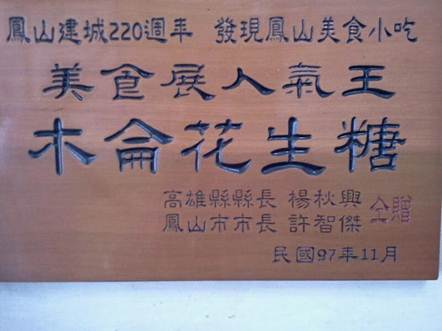 鳳山建城220週年 發現鳳山美食小吃
美食展人氣王
木侖花生糖
高雄縣縣長 楊秋興
鳳山市市長 許智傑
全贈
民國97年11月